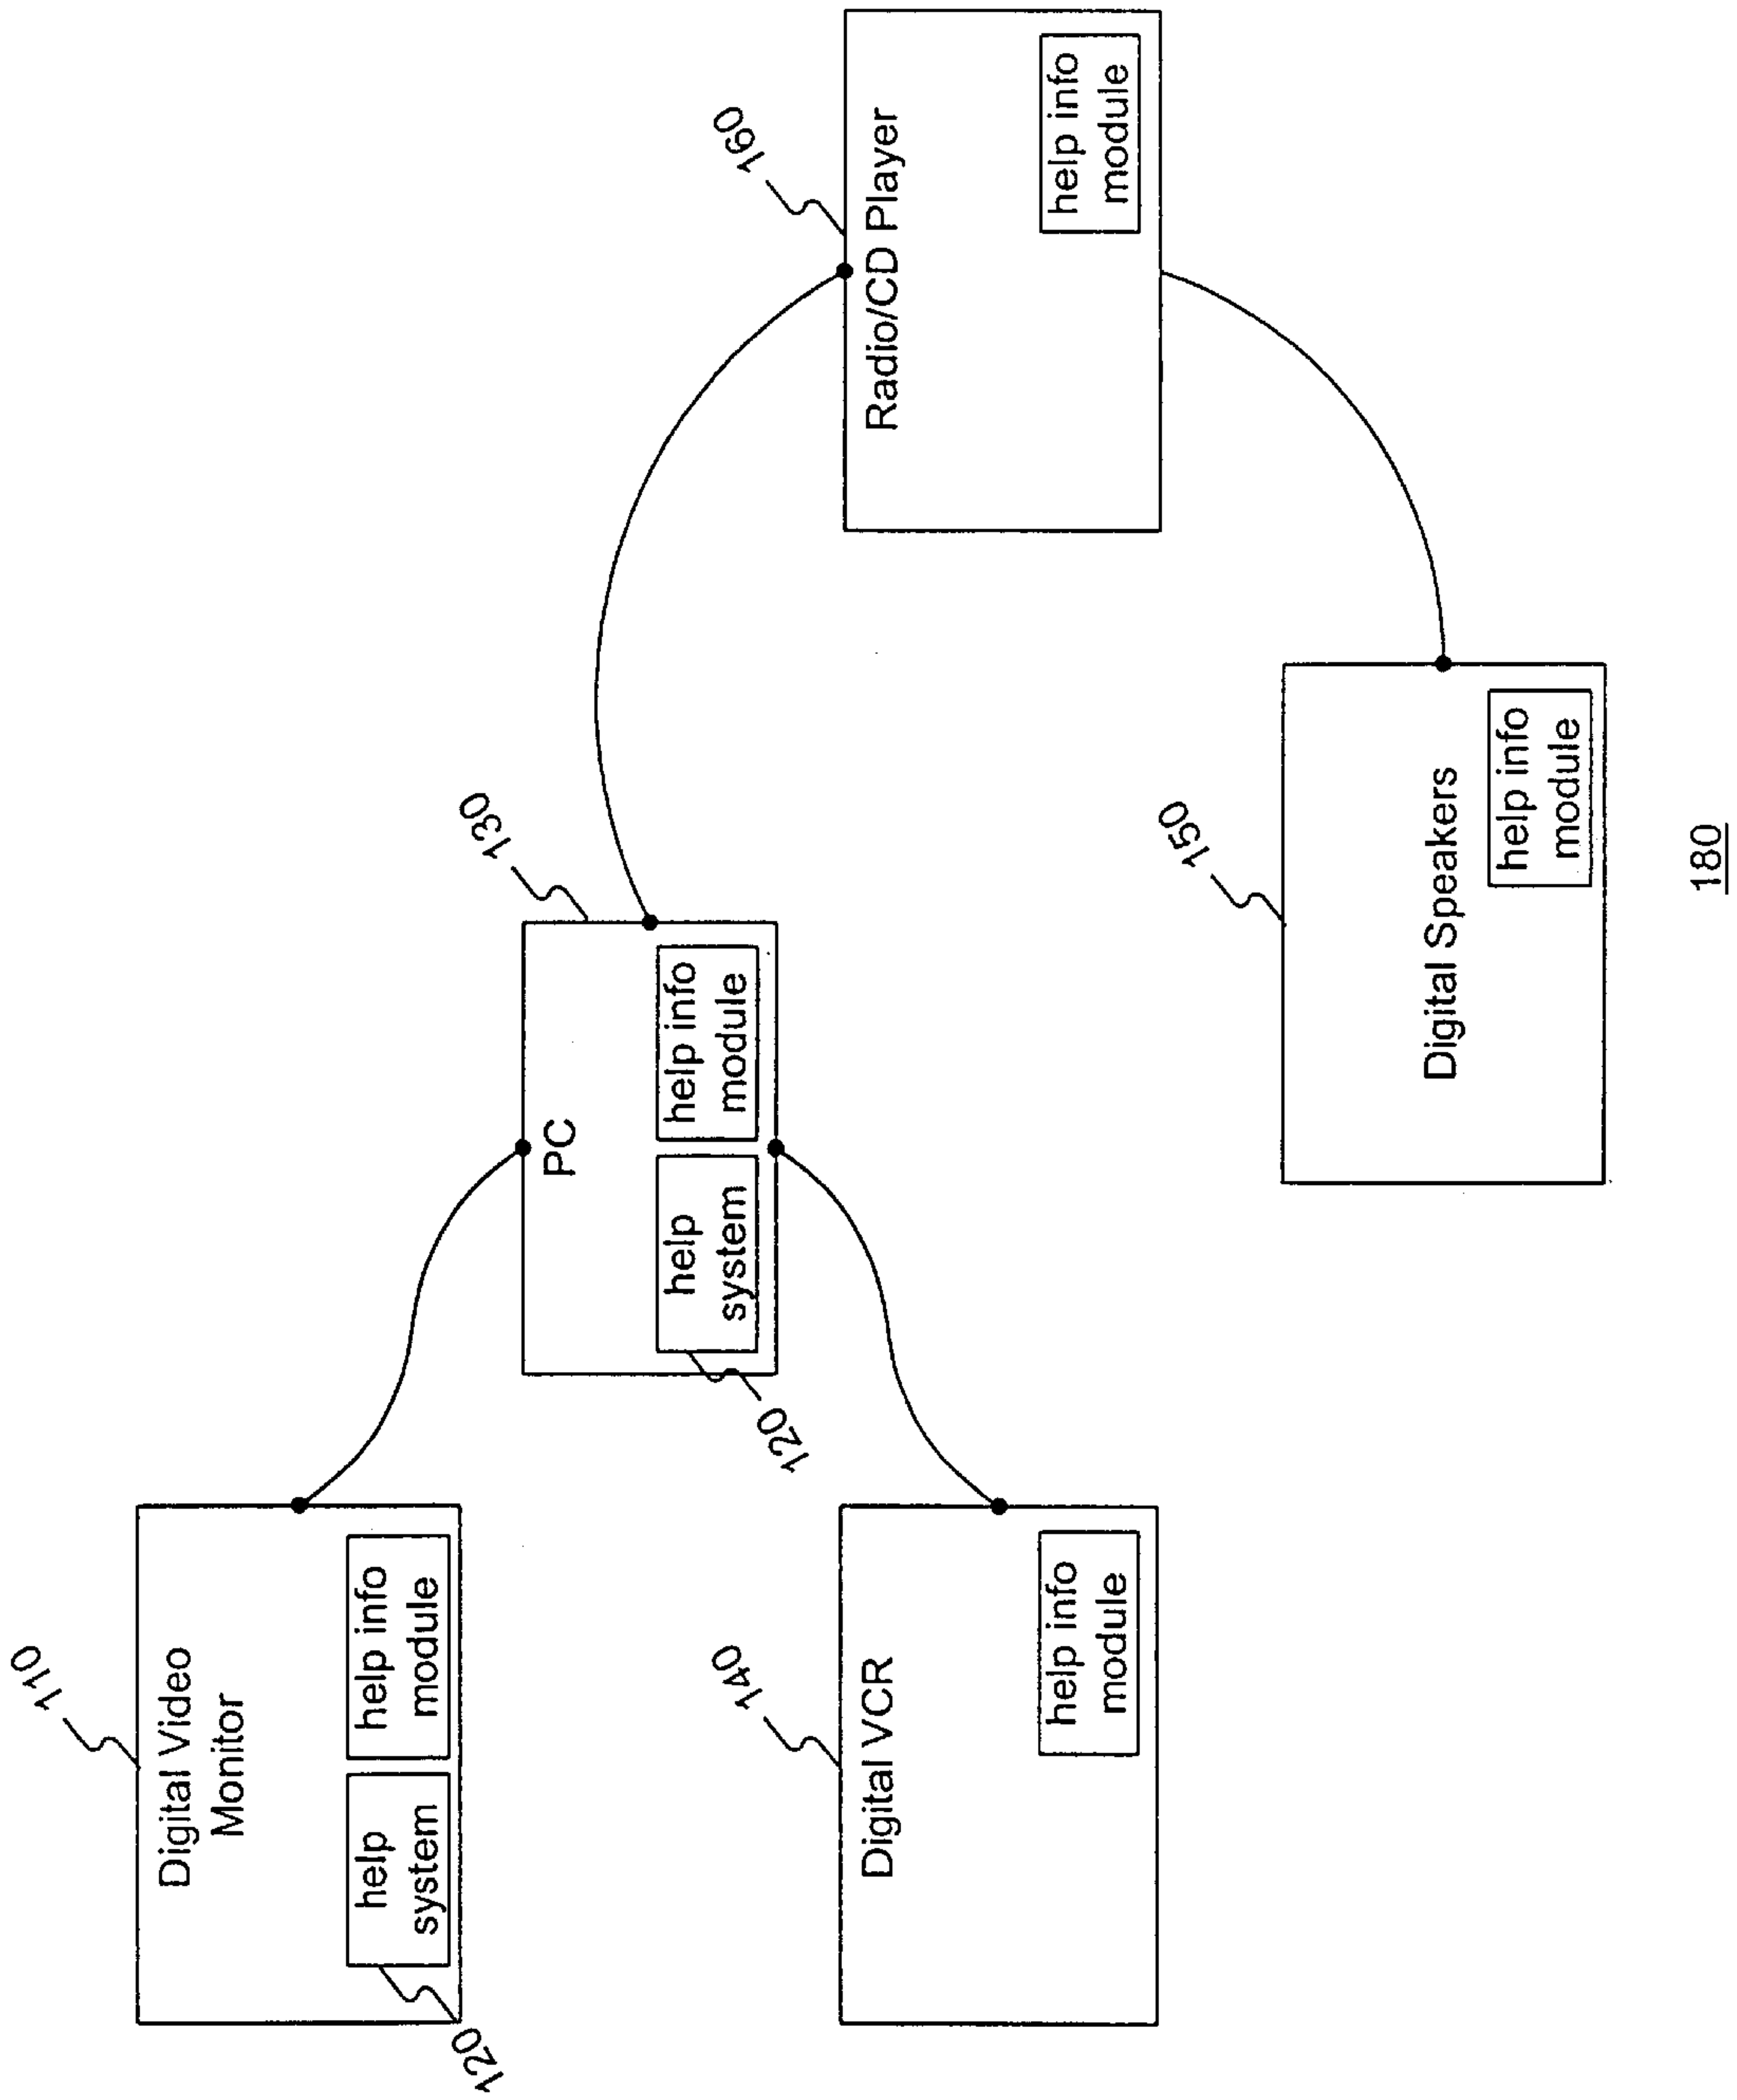 110
Digital Video
Monitor
help
system
help info
module
120
130
PC
help
system
help info
module
120
140
Digital VCR
help info
module
160
Radio/CD Player
help info
module
150
Digital Speakers
help info
module
180